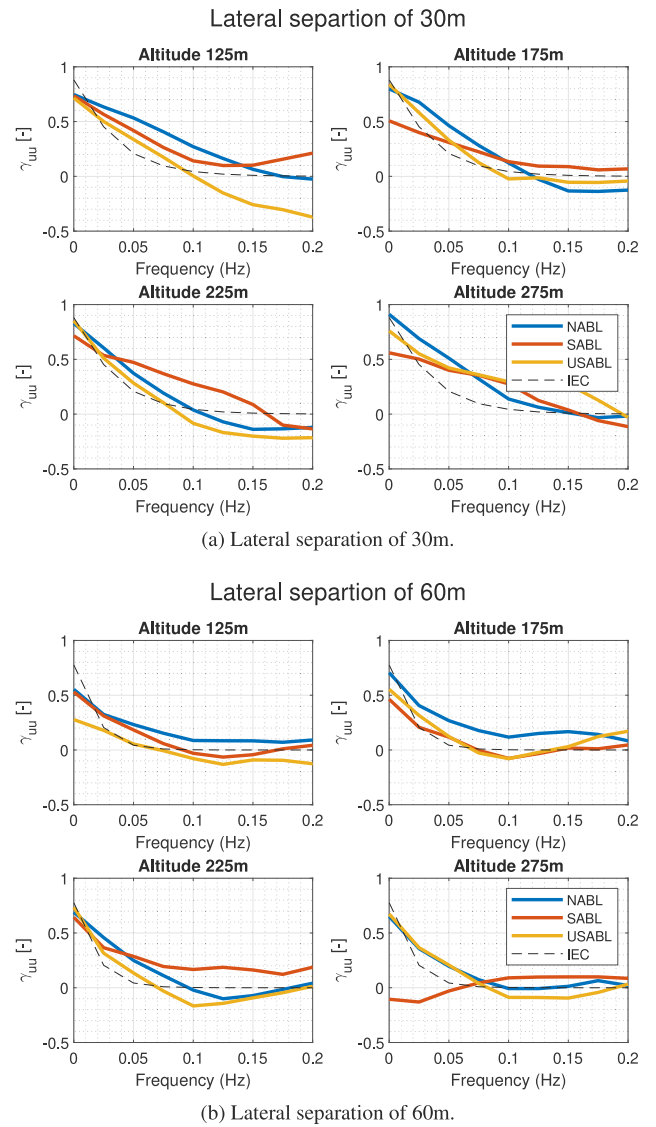 Lateral separtion of 30m
Altitude 125m
1
0.5
0
-0.5
γuu [-]
0 0.05 0.1 0.15 0.2
Frequency (Hz)
Altitude 175m
1
0.5
0
-0.5
γuu [-]
0 0.05 0.1 0.15 0.2
Frequency (Hz)
Altitude 225m
1
0.5
0
-0.5
γuu [-]
0 0.05 0.1 0.15 0.2
Frequency (Hz)
Altitude 275m
1
0.5
0
-0.5
γuu [-]
NABL
SABL
USABL
IEC
0 0.05 0.1 0.15 0.2
Frequency (Hz)
(a) Lateral separation of 30m.
Lateral separtion of 60m
Altitude 125m
1
0.5
0
-0.5
γuu [-]
0 0.05 0.1 0.15 0.2
Frequency (Hz)
Altitude 175m
1
0.5
0
-0.5
γuu [-]
0 0.05 0.1 0.15 0.2
Frequency (Hz)
Altitude 225m
1
0.5
0
-0.5
γuu [-]
0 0.05 0.1 0.15 0.2
Frequency (Hz)
Altitude 275m
1
0.5
0
-0.5
γuu [-]
NABL
SABL
USABL
IEC
0 0.05 0.1 0.15 0.2
Frequency (Hz)
(b) Lateral separation of 60m.